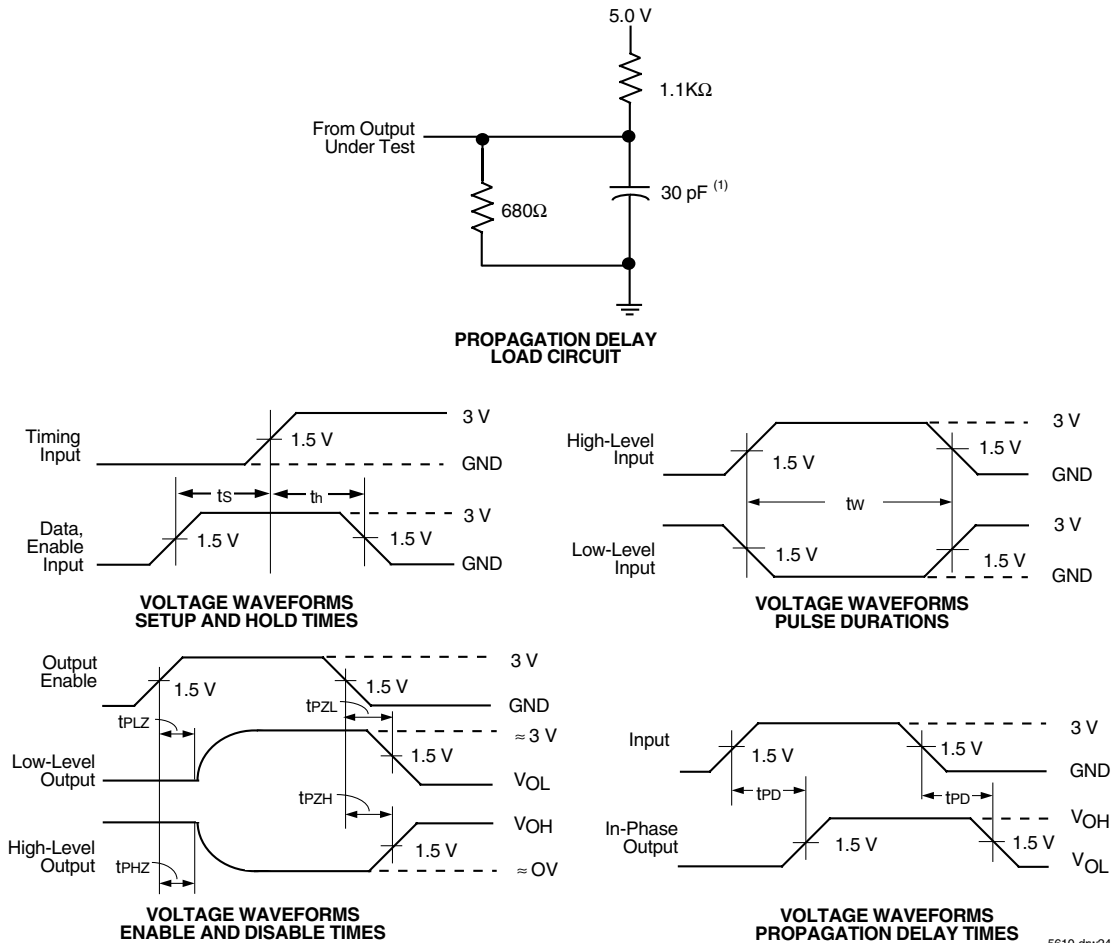 5.0 V
1.1KΩ
From Output
Under Test
30 pF (1)
680Ω
PROPAGATION DELAY
LOAD CIRCUIT
Timing
Input
3 V
1.5 V
GND
tS
th
Data,
Enable
Input
3 V
1.5 V
1.5 V
GND
VOLTAGE WAVEFORMS
SETUP AND HOLD TIMES
High-Level
Input
3 V
1.5 V
1.5 V
GND
tW
Low-Level
Input
3 V
1.5 V
1.5 V
GND
VOLTAGE WAVEFORMS
PULSE DURATIONS
Output
Enable
3 V
1.5 V
1.5 V
GND
tPLZ
tPZL
Low-Level
Output
≈ 3 V
1.5 V
VOL
tPZH
High-Level
Output
VOH
1.5 V
tPHZ
≈ OV
VOLTAGE WAVEFORMS
ENABLE AND DISABLE TIMES
Input
3 V
1.5 V
1.5 V
GND
tPD
tPD
In-Phase
Output
VOH
1.5 V
1.5 V
VOL
VOLTAGE WAVEFORMS
PROPAGATION DELAY TIMES